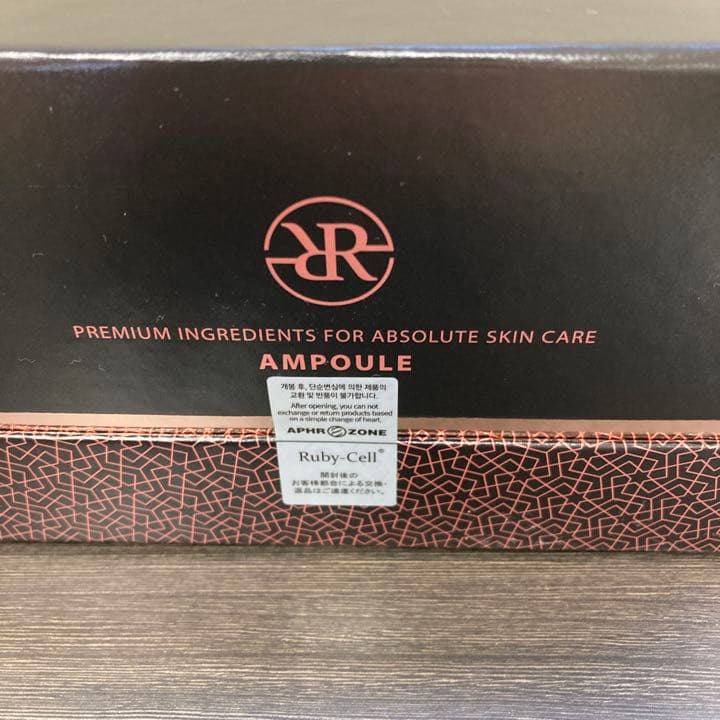 RR
PREMIUM INGREDIENTS FOR ABSOLUTE SKIN CARE
AMPOULE
개봉 후, 단순변심에 의한 제품의
교환 및 반품이 불가합니다.
After opening, you can not
exchange or return products based
on a simple change of heart.
APHROZONE
Ruby-Cell®
開封後の
お客様都合による交換・
返品はご遠慮ください。